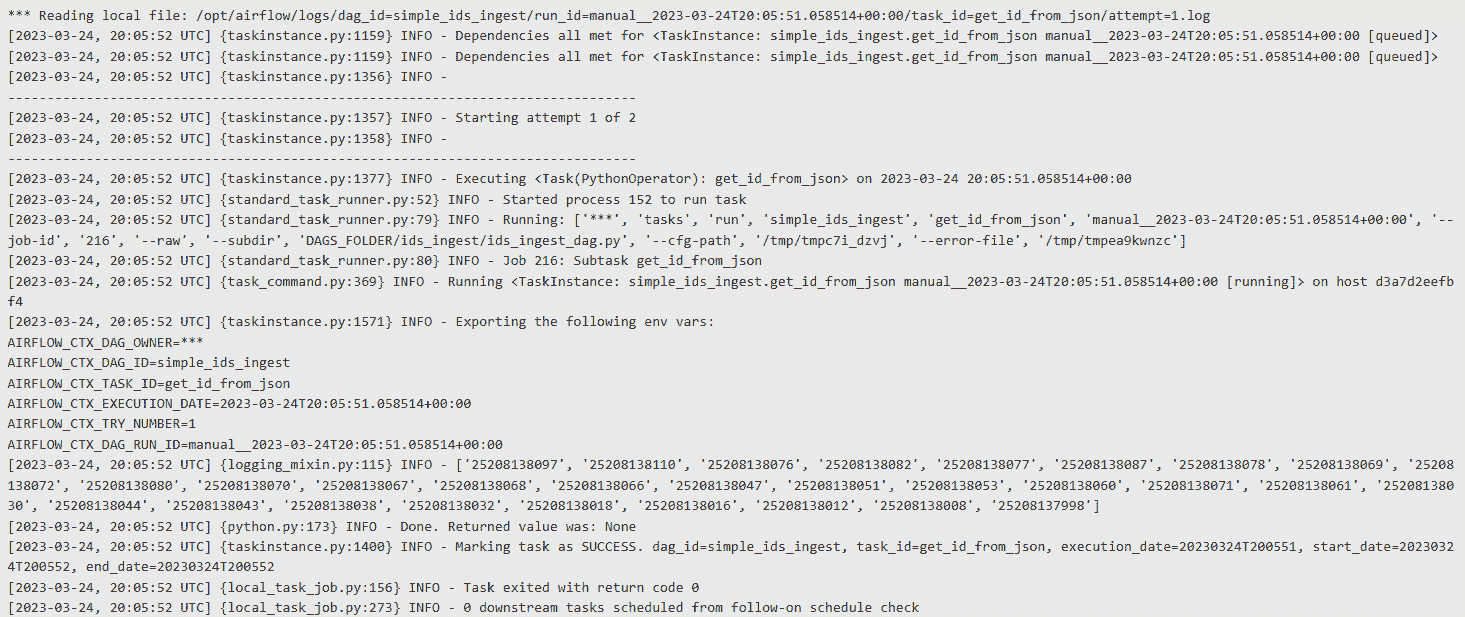 *** Reading local file: /opt/airflow/logs/dag_id=simple_ids_ingest/run_id=manual__2023-03-24T20:05:51.058514+00:00/task_id=get_id_from_json/attempt=1.log
[2023-03-24, 20:05:52 UTC] {taskinstance.py:1159} INFO - Dependencies all met for <TaskInstance: simple_ids_ingest.get_id_from_json manual__2023-03-24T20:05:51.058514+00:00 [queued]>
[2023-03-24, 20:05:52 UTC] {taskinstance.py:1159} INFO - Dependencies all met for <TaskInstance: simple_ids_ingest.get_id_from_json manual__2023-03-24T20:05:51.058514+00:00 [queued]>
[2023-03-24, 20:05:52 UTC] {taskinstance.py:1356} INFO -
--------------------------------------------------------------------------------
[2023-03-24, 20:05:52 UTC] {taskinstance.py:1357} INFO - Starting attempt 1 of 2
[2023-03-24, 20:05:52 UTC] {taskinstance.py:1358} INFO -
--------------------------------------------------------------------------------
[2023-03-24, 20:05:52 UTC] {taskinstance.py:1377} INFO - Executing <Task(PythonOperator): get_id_from_json> on 2023-03-24 20:05:51.058514+00:00
[2023-03-24, 20:05:52 UTC] {standard_task_runner.py:52} INFO - Started process 152 to run task
[2023-03-24, 20:05:52 UTC] {standard_task_runner.py:79} INFO - Running: ['***', 'tasks', 'run', 'simple_ids_ingest', 'get_id_from_json', 'manual__2023-03-24T20:05:51.058514+00:00', '--
job-id', '216', '--raw', '--subdir', 'DAGS_FOLDER/ids_ingest/ids_ingest_dag.py', '--cfg-path', '/tmp/tmpc7i_dzvj', '--error-file', '/tmp/tmpea9kwnzc']
[2023-03-24, 20:05:52 UTC] {standard_task_runner.py:80} INFO - Job 216: Subtask get_id_from_json
[2023-03-24, 20:05:52 UTC] {task_command.py:369} INFO - Running <TaskInstance: simple_ids_ingest.get_id_from_json manual__2023-03-24T20:05:51.058514+00:00 [running]> on host d3a7d2eefb
f4
[2023-03-24, 20:05:52 UTC] {taskinstance.py:1571} INFO - Exporting the following env vars:
AIRFLOW_CTX_DAG_OWNER=***
AIRFLOW_CTX_DAG_ID=simple_ids_ingest
AIRFLOW_CTX_TASK_ID=get_id_from_json
AIRFLOW_CTX_EXECUTION_DATE=2023-03-24T20:05:51.058514+00:00
AIRFLOW_CTX_TRY_NUMBER=1
AIRFLOW_CTX_DAG_RUN_ID=manual__2023-03-24T20:05:51.058514+00:00
[2023-03-24, 20:05:52 UTC] {logging_mixin.py:115} INFO - ['25208138097', '25208138110', '25208138076', '25208138082', '25208138077', '25208138087', '25208138078', '25208138069', '25208
138072', '25208138080', '25208138070', '25208138067', '25208138068', '25208138066', '25208138047', '25208138051', '25208138053', '25208138060', '25208138071', '25208138061', '252081380
30', '25208138044', '25208138043', '25208138038', '25208138032', '25208138018', '25208138016', '25208138012', '25208138008', '25208137998']
[2023-03-24, 20:05:52 UTC] {python.py:173} INFO - Done. Returned value was: None
[2023-03-24, 20:05:52 UTC] {taskinstance.py:1400} INFO - Marking task as SUCCESS. dag_id=simple_ids_ingest, task_id=get_id_from_json, execution_date=20230324T200551, start_date=2023032
4T200552, end_date=20230324T200552
[2023-03-24, 20:05:52 UTC] {local_task_job.py:156} INFO - Task exited with return code 0
[2023-03-24, 20:05:52 UTC] {local_task_job.py:273} INFO - 0 downstream tasks scheduled from follow-on schedule check